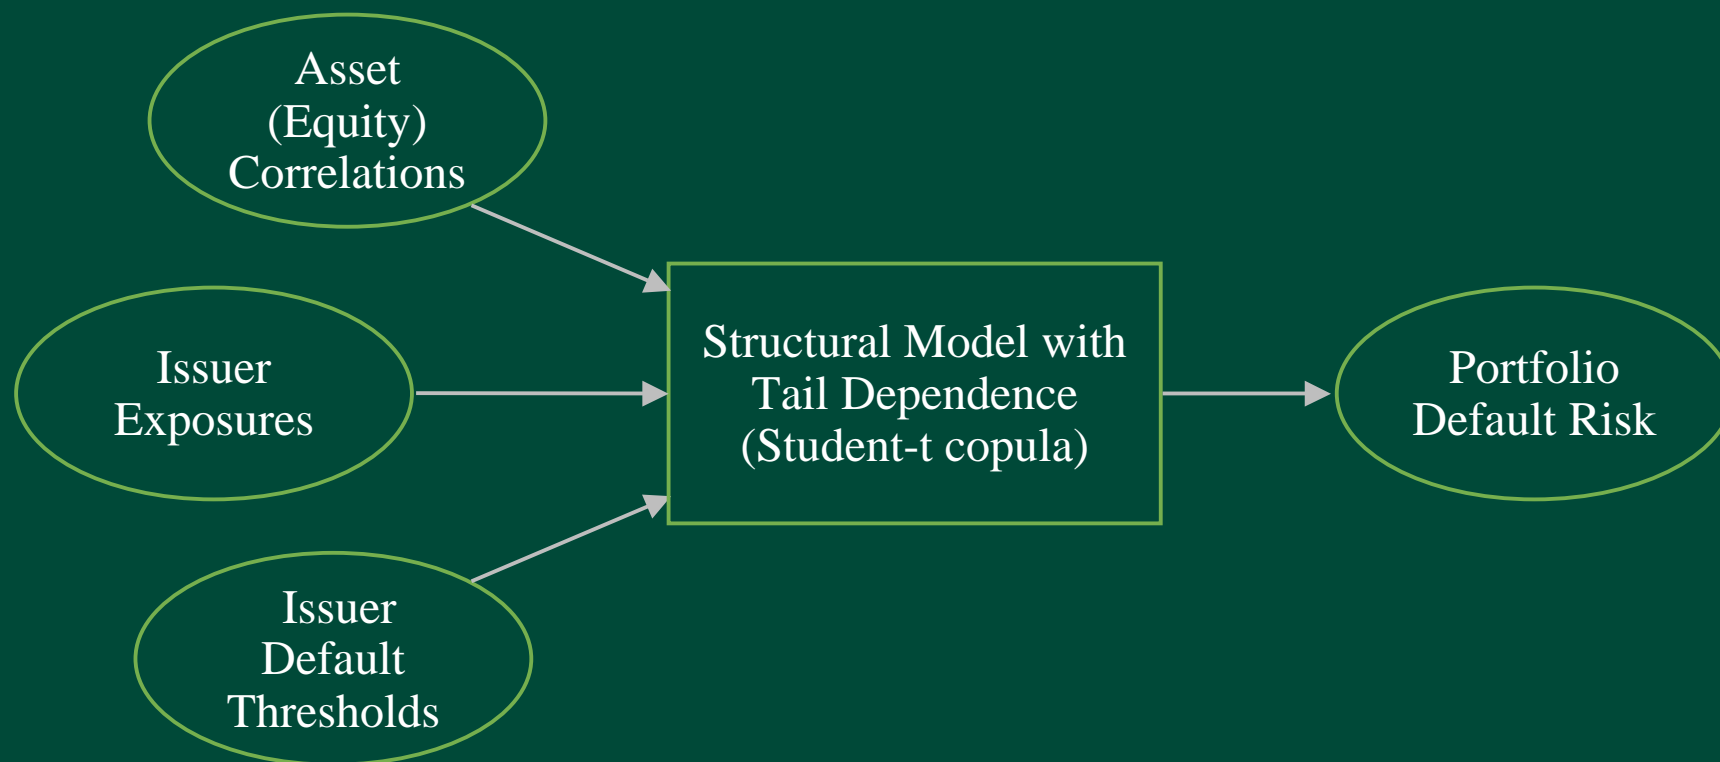 Asset
(Equity)
Correlations
Issuer
Exposures
Issuer
Default
Thresholds
Structural Model with
Tail Dependence
(Student-t copula)
Portfolio
Default Risk